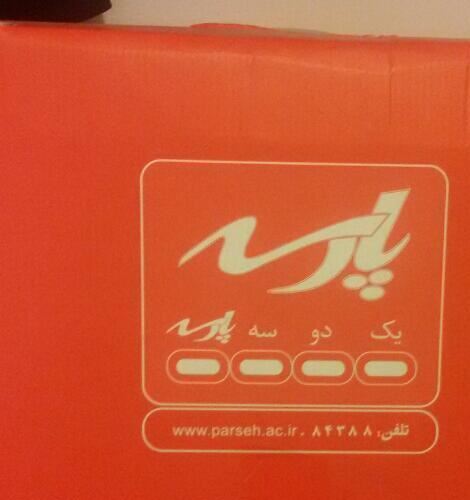 پارسه
یک دو سه پارسه
تلفن: ۸۴۳۸۸ - www.parseh.ac.ir